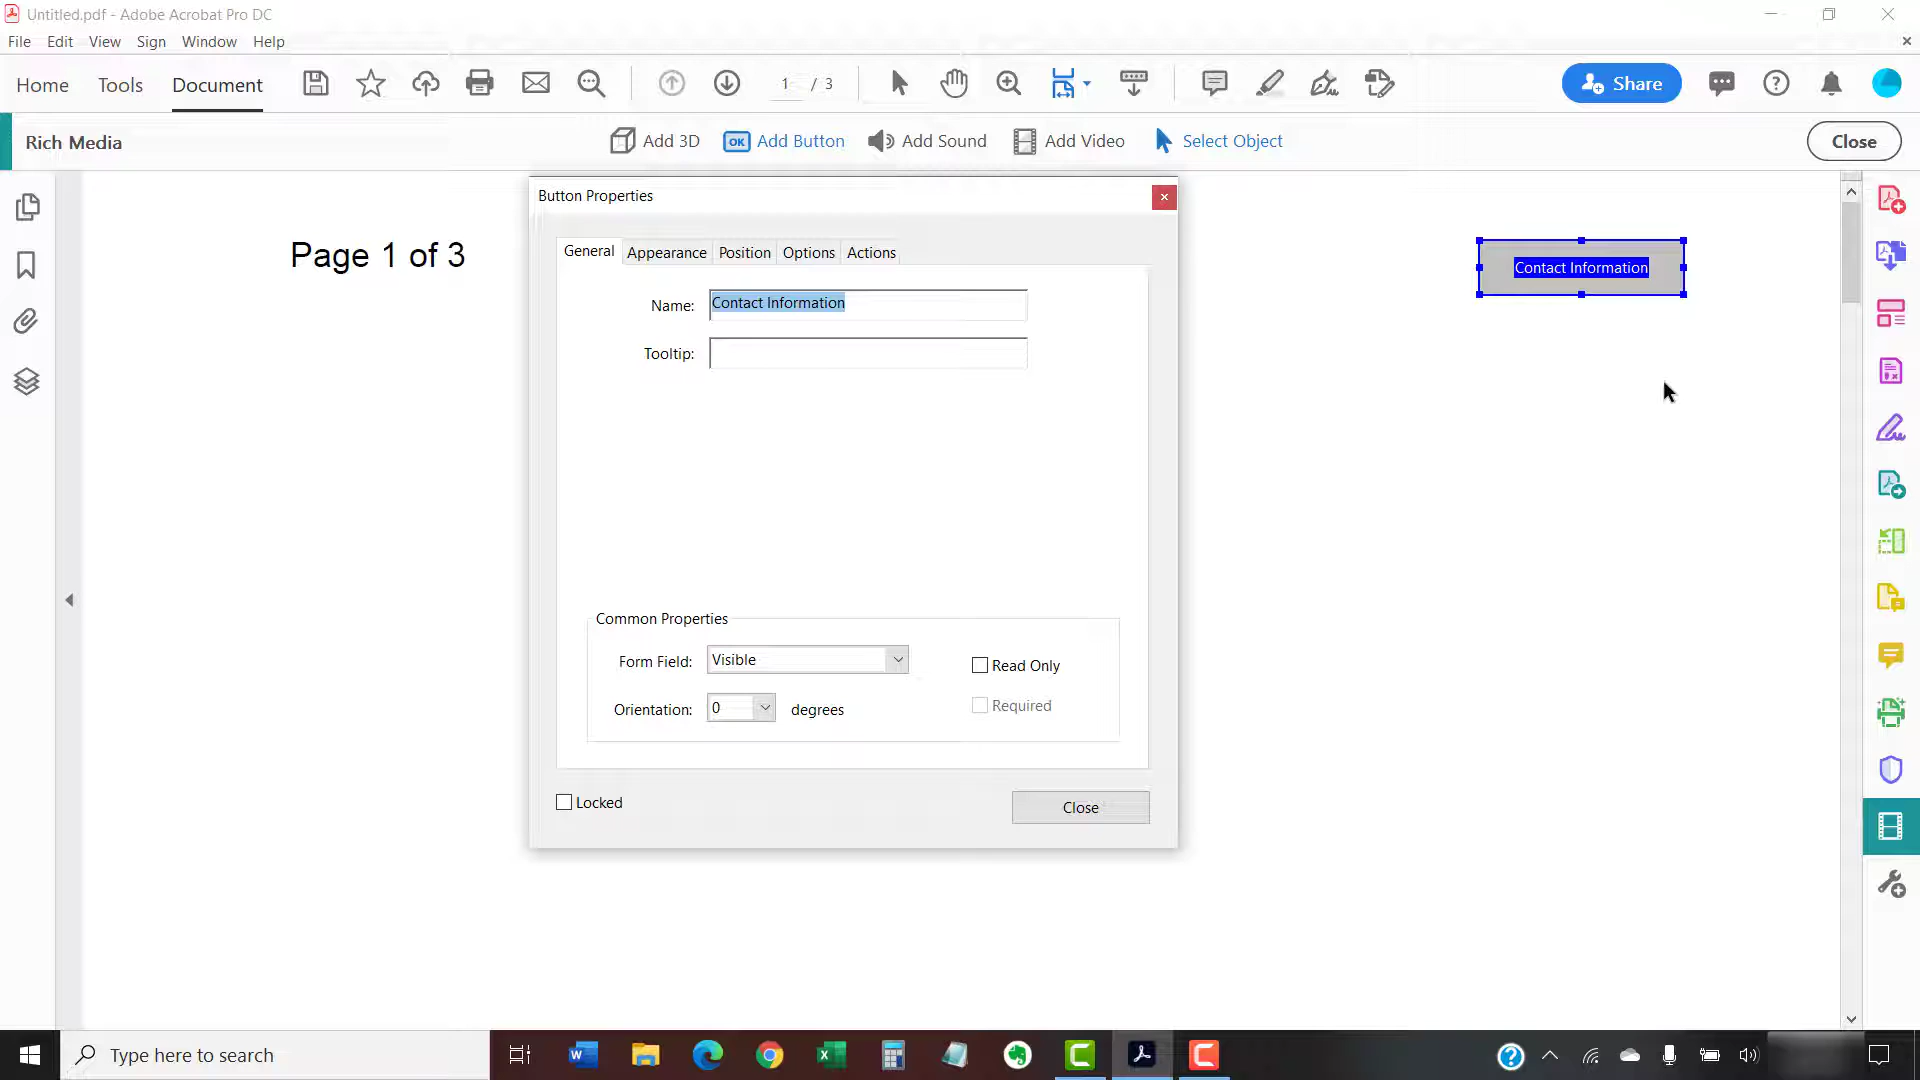 Untitled.pdf - Adobe Acrobat Pro DC
File Edit View Sign Window Help
Home Tools Document 1 / 3 Share
Rich Media Add 3D OK Add Button Add Sound Add Video Select Object Close
Button Properties
General Appearance Position Options Actions
Page 1 of 3
Contact Information
Name: Contact Information
Tooltip:
Common Properties
Form Field: Visible
Read Only
Orientation: 0 degrees
Required
Locked
Close
Type here to search